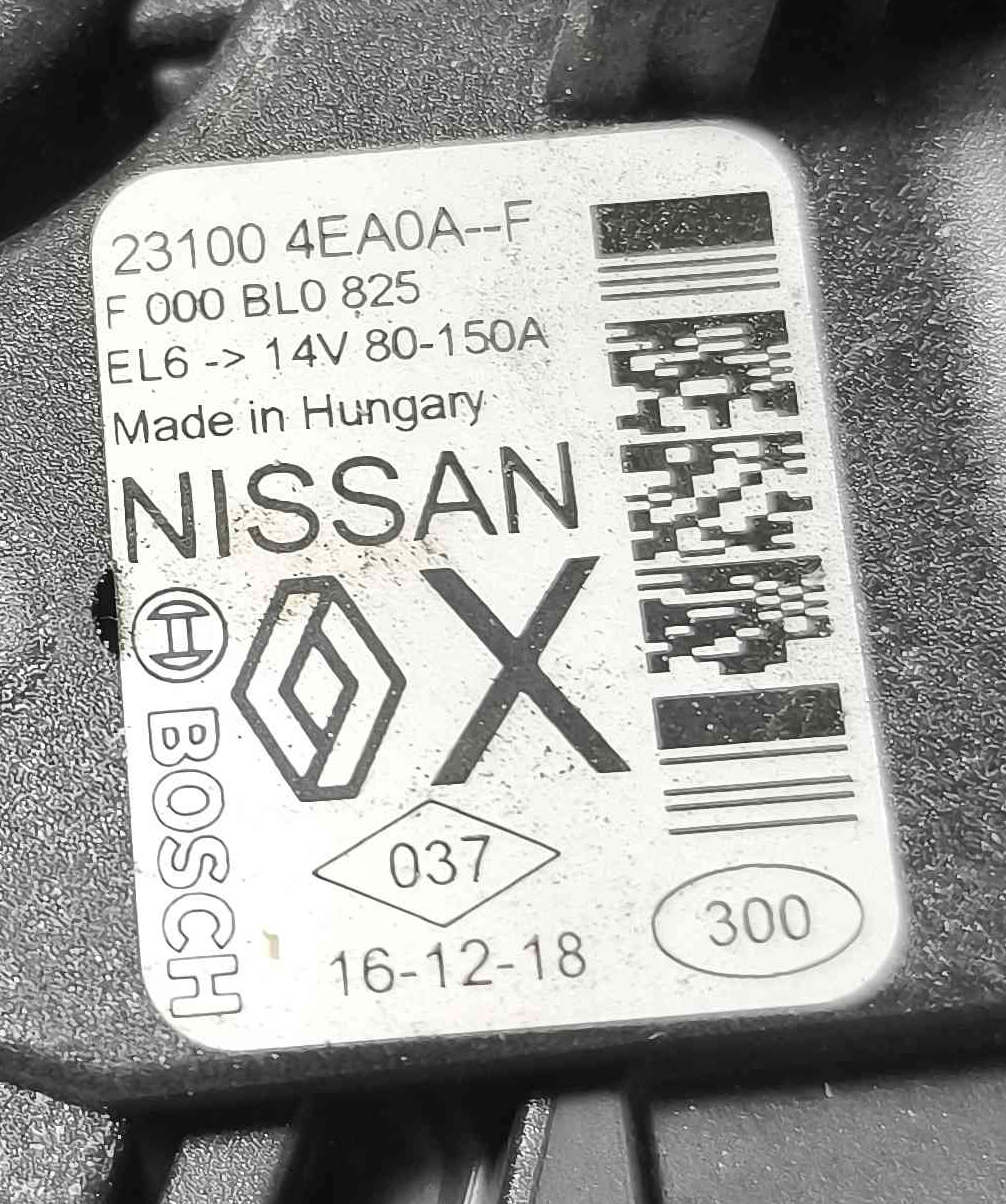 23100 4EA0A--F
F 000 BL0 825
EL6 -> 14V 80-150A
Made in Hungary
NISSAN
X
BOSCH
037
16-12-18
300